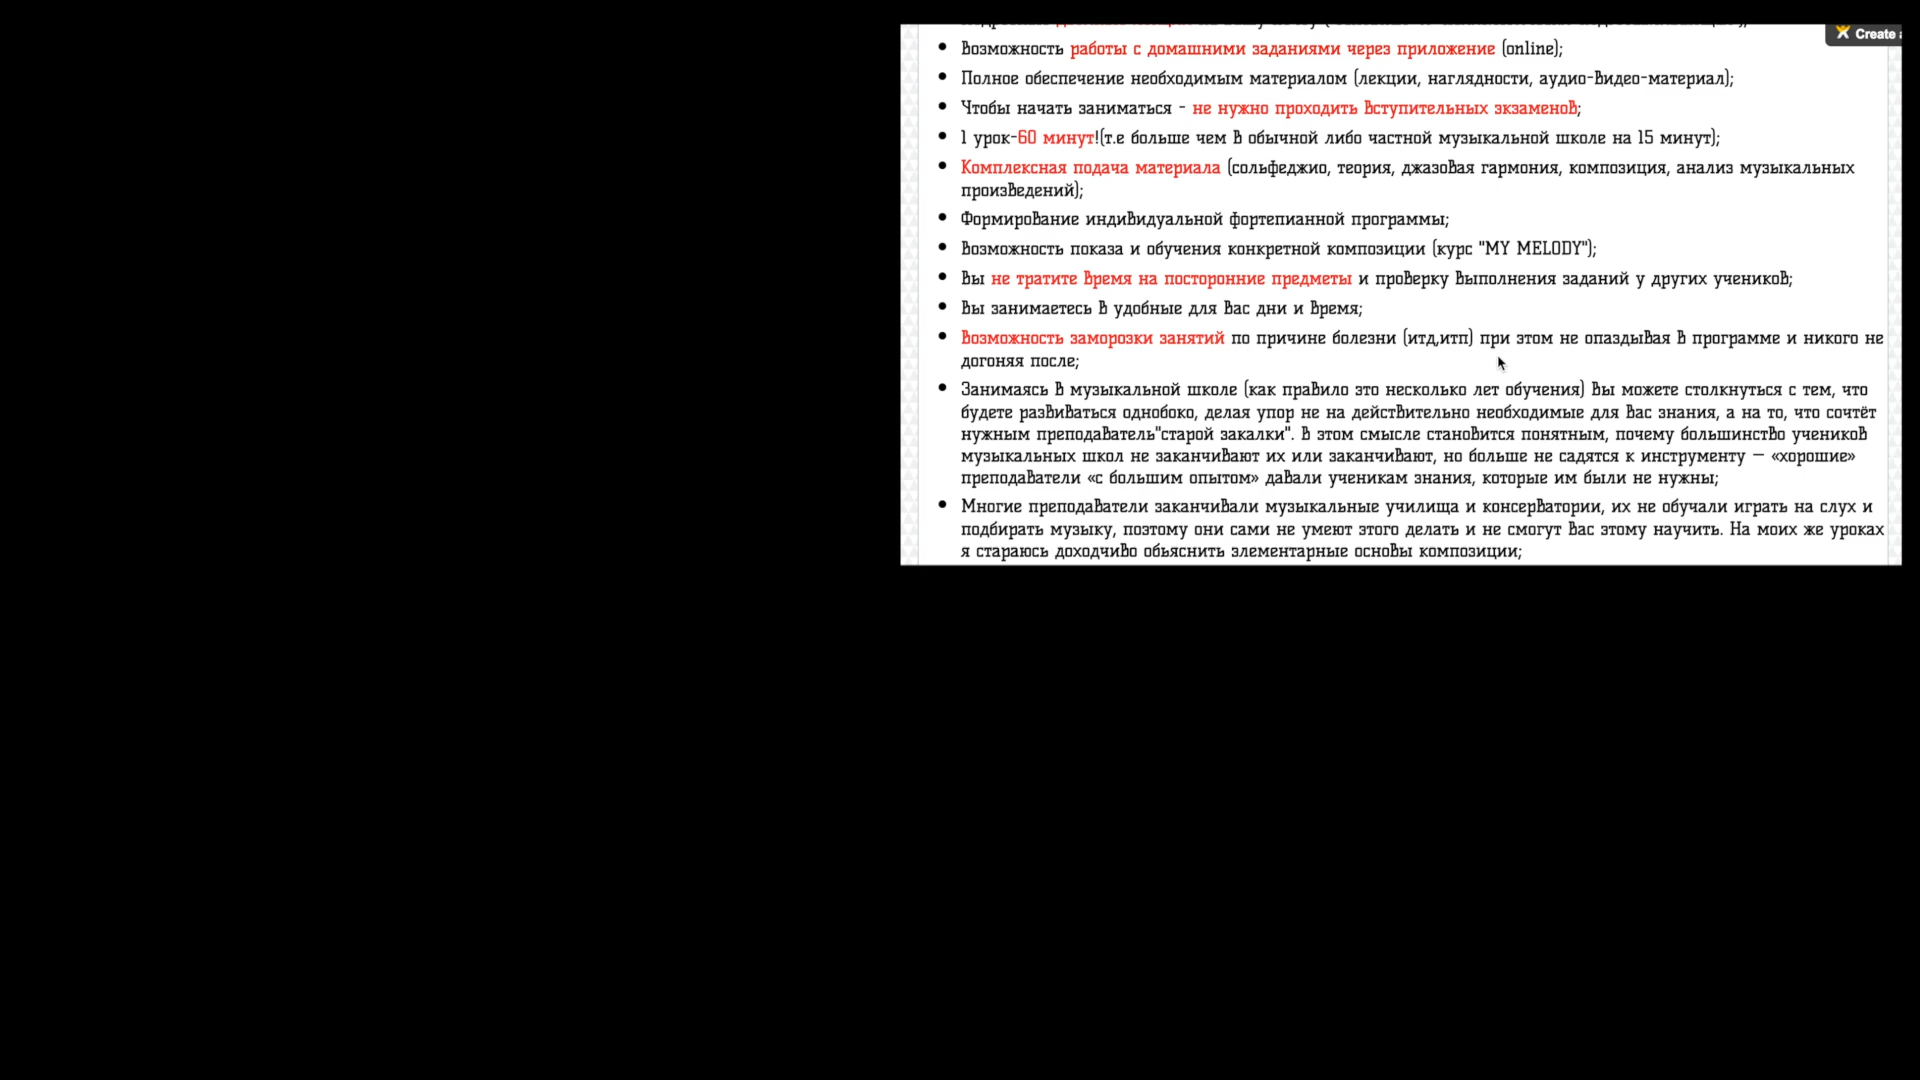 Create
• Возможность работы с домашними заданиями через приложение (online);
• Полное обеспечение необходимым материалом (лекции, наглядности, аудио-видео-материал);
• Чтобы начать заниматься - не нужно проходить вступительных экзаменов;
• 1 урок-60 минут!(т.е больше чем в обычной либо частной музыкальной школе на 15 минут);
• Комплексная подача материала (сольфеджио, теория, джазовая гармония, композиция, анализ музыкальных
произведений);
• Формирование индивидуальной фортепианной программы;
• Возможность показа и обучения конкретной композиции (курс "MY MELODY");
• Вы не тратите время на посторонние предметы и проверку выполнения заданий у других учеников;
• Вы занимаетесь в удобные для Вас дни и время;
• Возможность заморозки занятий по причине болезни (итд,итп) при этом не опаздывая в программе и никого не
догоняя после;
• Занимаясь в музыкальной школе (как правило это несколько лет обучения) Вы можете столкнуться с тем, что
будете развиваться однобоко, делая упор не на действительно необходимые для Вас знания, а на то, что сочтёт
нужным преподаватель"старой закалки". В этом смысле становится понятным, почему большинство учеников
музыкальных школ не заканчивают их или заканчивают, но больше не садятся к инструменту — «хорошие»
преподаватели «с большим опытом» давали ученикам знания, которые им были не нужны;
• Многие преподаватели заканчивали музыкальные училища и консерватории, их не обучали играть на слух и
подбирать музыку, поэтому они сами не умеют этого делать и не смогут Вас этому научить. На моих же уроках
я стараюсь доходчиво обьяснить элементарные основы композиции;